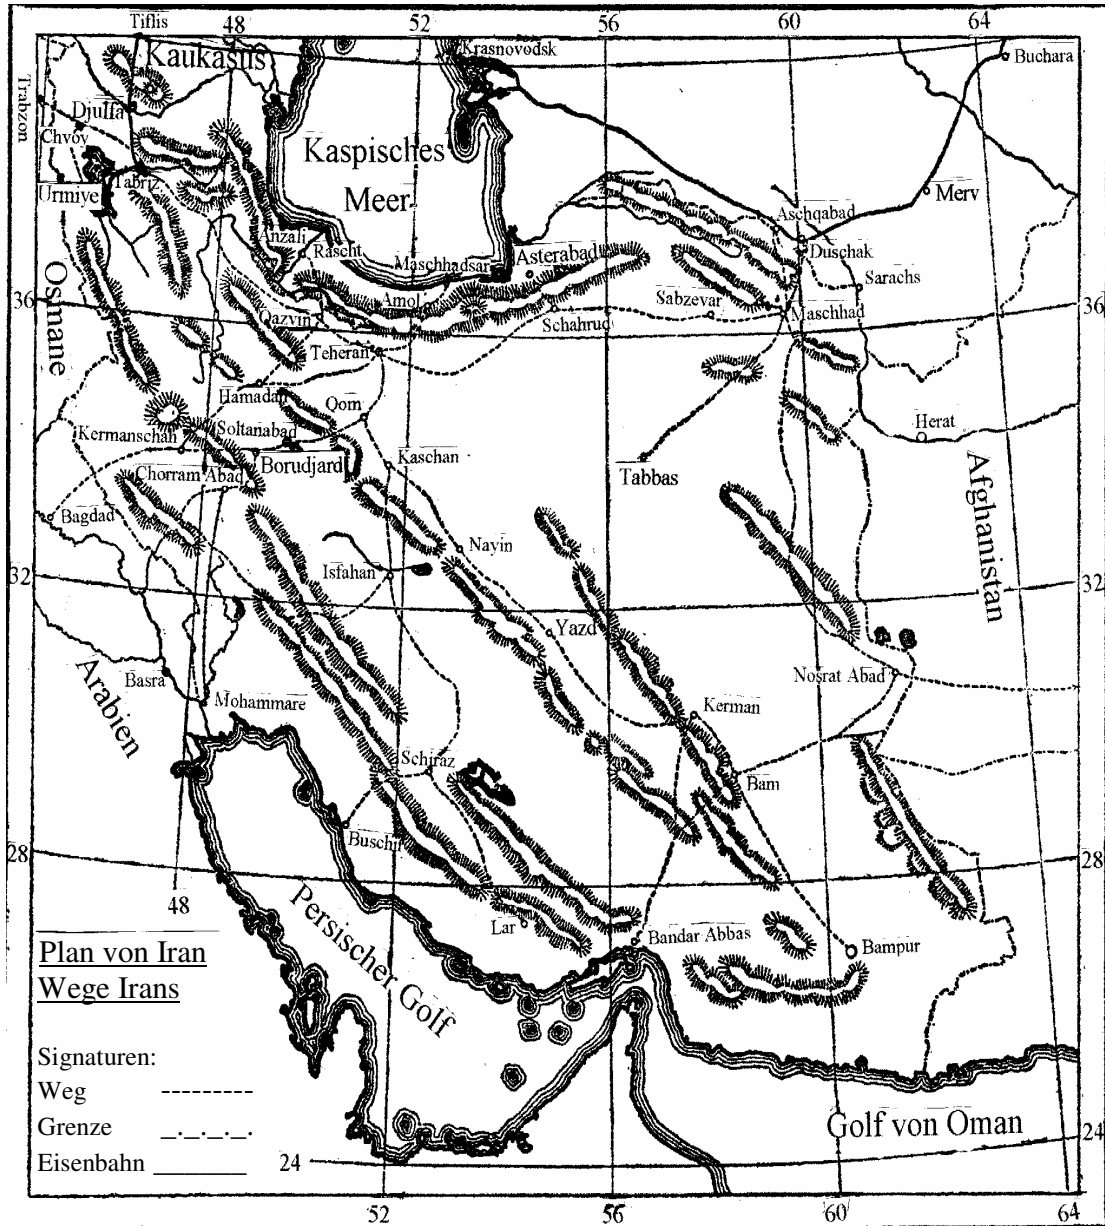 Tiflis
48
52
56
60
64
Krasnovodsk
Buchara
Kaukasus
Trabzon
Djulfa
Chvoy
Kaspisches
Meer
Urmiye
Tabriz
Merv
Anzali
Rascht
Maschhadsar
Asterabad
Aschqabad
Duschak
Sarachs
Osmane
36
Amol
Qazvin
Sabzevar
Schahrud
Maschhad
36
Teheran
Hamadan
Qom
Soltanabad
Kermanschah
Herat
Borudjard
Kaschan
Chorram Abad
Tabbas
Bagdad
Afghanistan
Nayin
Isfahan
32
32
Yazd
Arabien
Basra
Nosrat Abad
Mohammare
Kerman
Schiraz
Bam
Buschir
28
28
48
Persischer Golf
Lar
Bandar Abbas
Bampur
Plan von Iran
Wege Irans
Signaturen:
Weg ---------
Grenze _._._._.
Eisenbahn _______
Golf von Oman
24
24
52
56
60
64